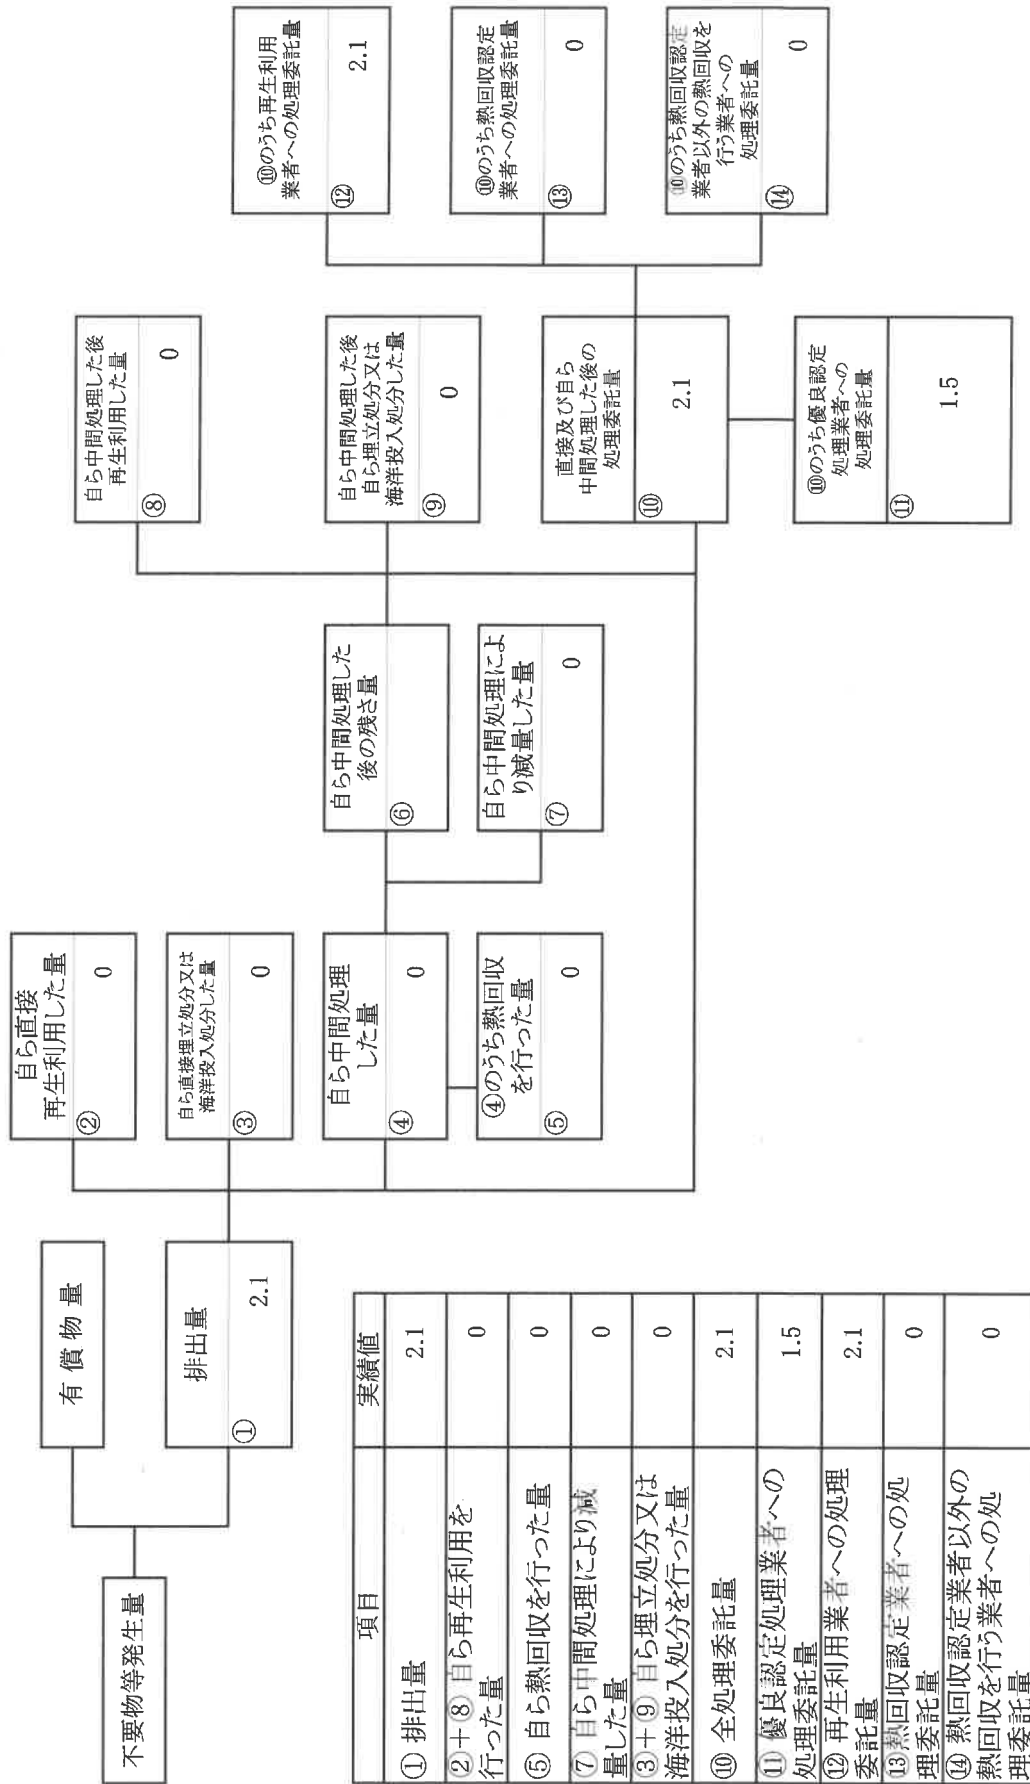 不要物等発生量
有償物量
排出量
①
2.1
自ら直接
再生利用した量
②
0
自ら直接埋立処分又は
海洋投入処分した量
③
0
自ら中間処理
した量
④
0
④のうち熱回収
を行った量
⑤
0
自ら中間処理した
後の残さ量
⑥
自ら中間処理によ
り減量した量
⑦
0
自ら中間処理した後
再生利用した量
⑧
0
自ら中間処理した後
自ら埋立処分又は
海洋投入処分した量
⑨
0
直接及び自ら
中間処理した後の
処理委託量
⑩
2.1
⑩のうち優良認定
処理業者への
処理委託量
⑪
1.5
⑩のうち再生利用
業者への処理委託量
⑫
2.1
⑩のうち熱回収認定
業者への処理委託量
⑬
0
⑩のうち熱回収認定
業者以外の熱回収を
行う業者への
処理委託量
⑭
0
項目 実績値
① 排出量 2.1
②+⑧ 自ら再生利用を
行った量 0
⑤ 自ら熱回収を行った量 0
⑦ 自ら中間処理により減
量した量 0
③+⑨ 自ら埋立処分又は
海洋投入処分を行った量 0
⑩ 全処理委託量 2.1
⑪ 優良認定処理業者への
処理委託量 1.5
⑫ 再生利用業者への処理
委託量 2.1
⑬熱回収認定業者への処
理委託量 0
⑭ 熱回収認定業者以外の
熱回収を行う業者への処
理委託量 0